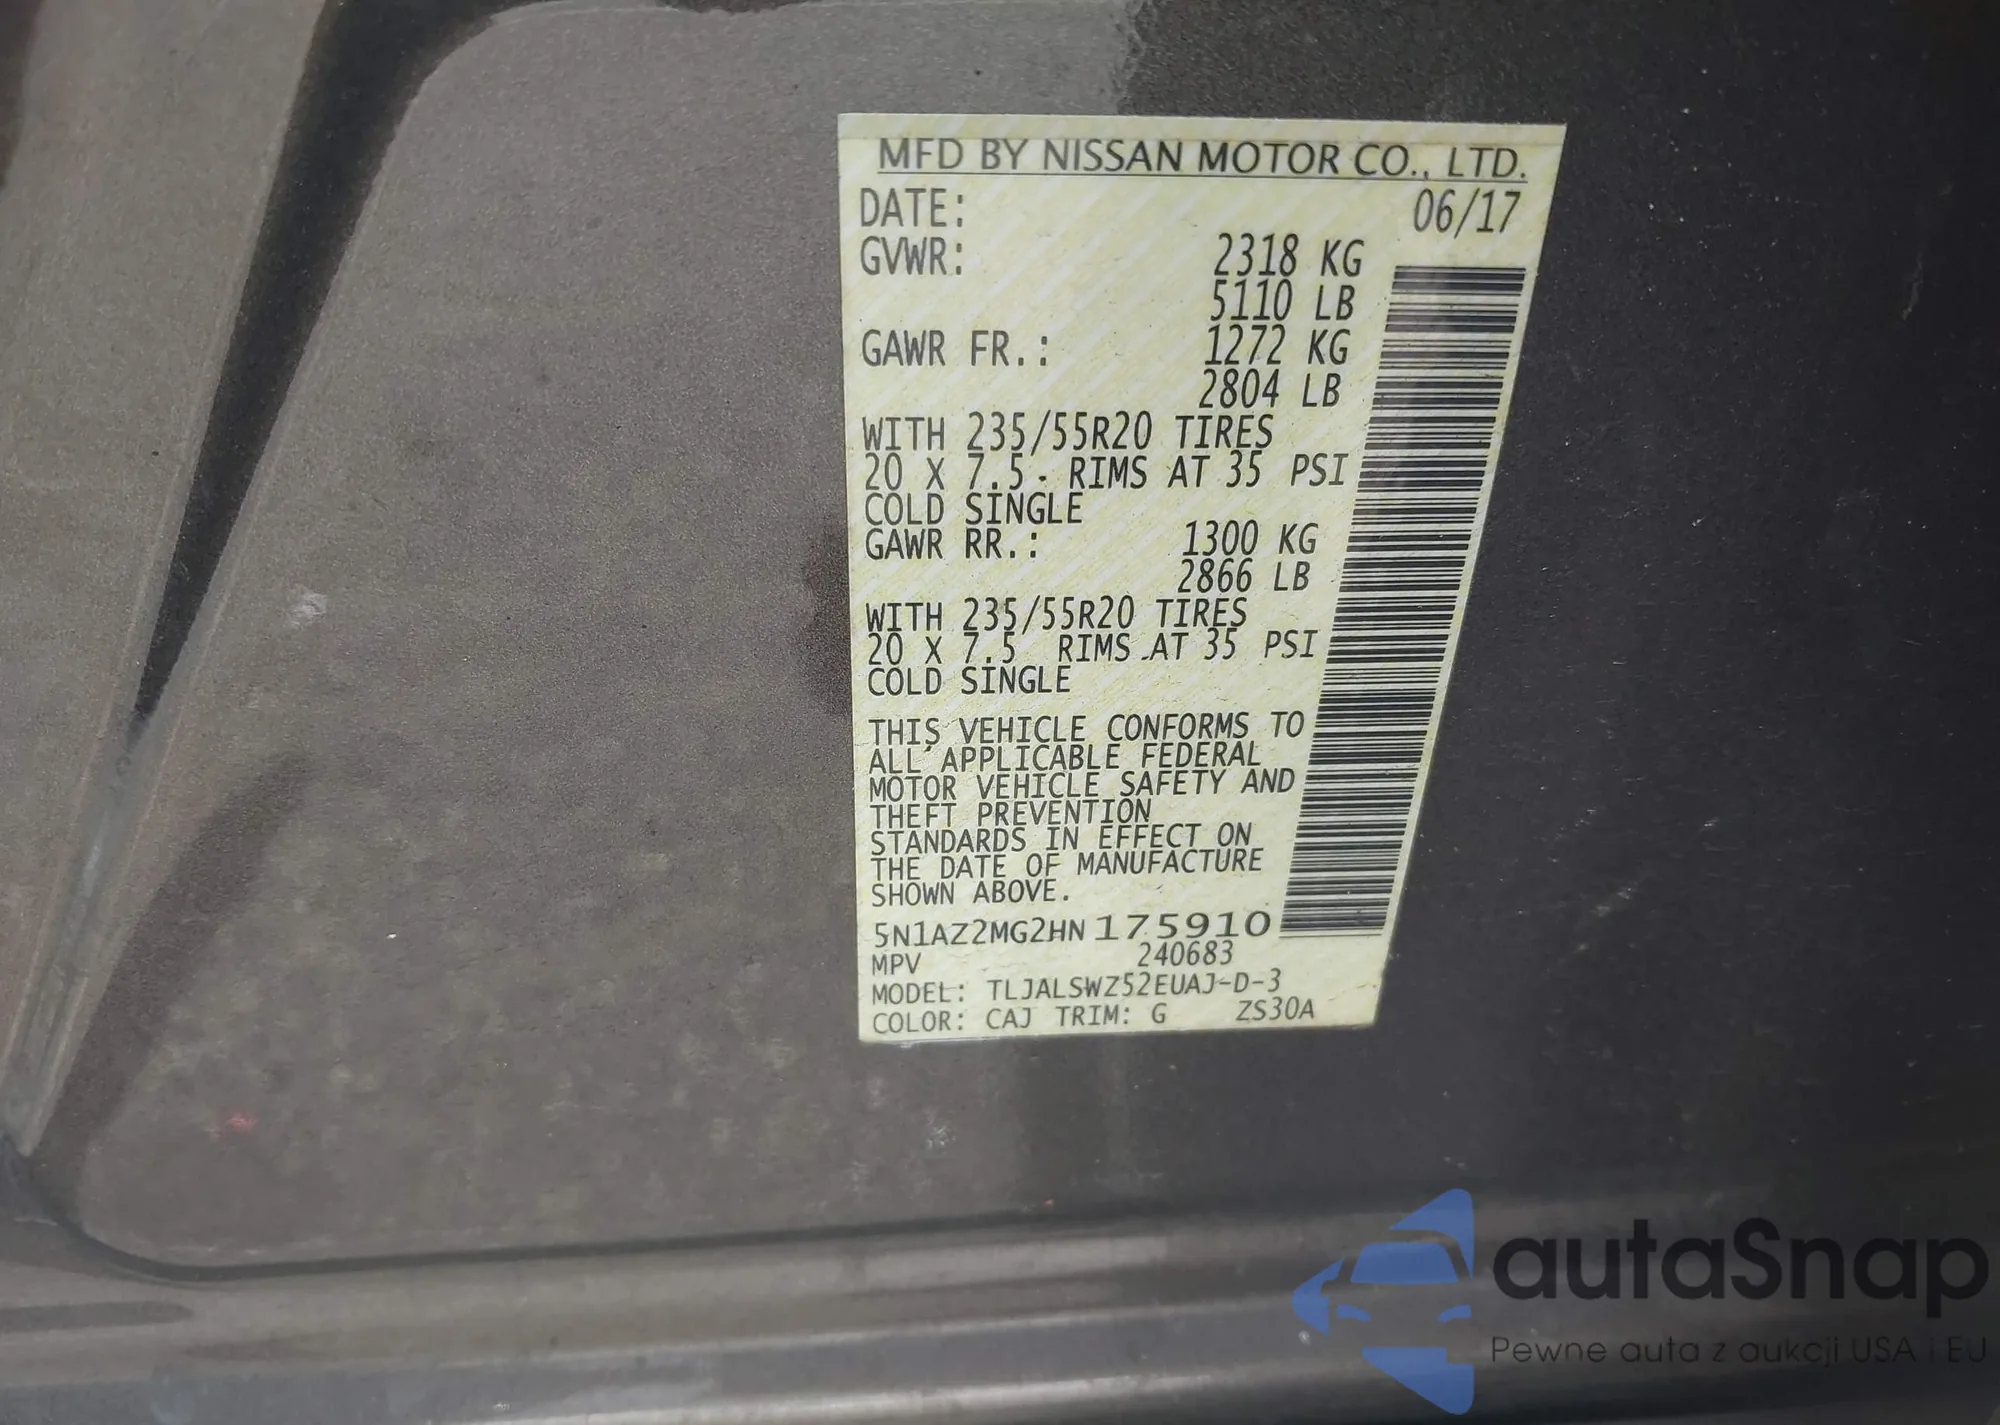 MFD BY NISSAN MOTOR CO., LTD.
DATE: 06/17
GVWR: 2318 KG
5110 LB
GAWR FR.: 1272 KG
2804 LB
WITH 235/55R20 TIRES
20 X 7.5 RIMS AT 35 PSI
COLD SINGLE
GAWR RR.: 1300 KG
2866 LB
WITH 235/55R20 TIRES
20 X 7.5 RIMS AT 35 PSI
COLD SINGLE
THIS VEHICLE CONFORMS TO
ALL APPLICABLE FEDERAL
MOTOR VEHICLE SAFETY AND
THEFT PREVENTION
STANDARDS IN EFFECT ON
THE DATE OF MANUFACTURE
SHOWN ABOVE.
5N1AZ2MG2HN175910
MPV 240683
MODEL: TLJALSWZ52EUAJ-D-3
COLOR: CAJ TRIM: G ZS30A
autaSnap
Pewne auta z aukcji USA i EU